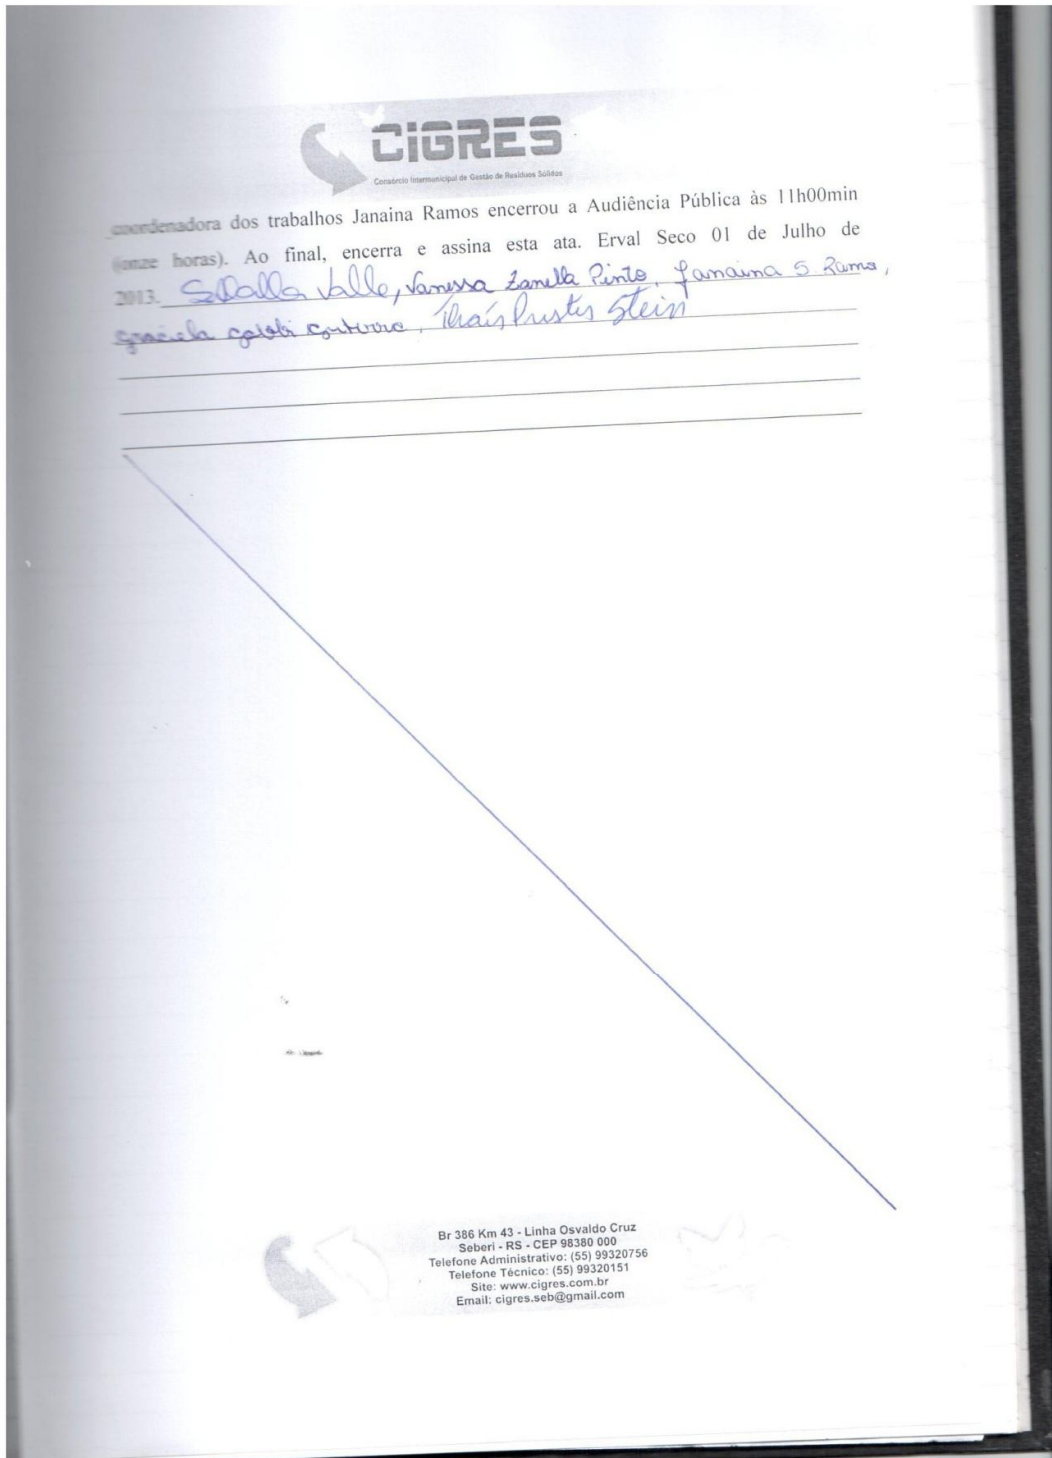 CIGRES
Consórcio Intermunicipal de Gestão de Resíduos Sólidos
coordenadora dos trabalhos Janaina Ramos encerrou a Audiência Pública às 11h00min
(onze horas). Ao final, encerra e assina esta ata. Erval Seco 01 de Julho de
2013. SDalla Valle, Vanessa Zanella Pinto, Janaina S Ramos,
Graciela, Thaís Prestes Stein
Br 386 Km 43 - Linha Osvaldo Cruz
Seberi - RS - CEP 98380 000
Telefone Administrativo: (55) 99320756
Telefone Técnico: (55) 99320151
Site: www.cigres.com.br
Email: cigres.seb@gmail.com